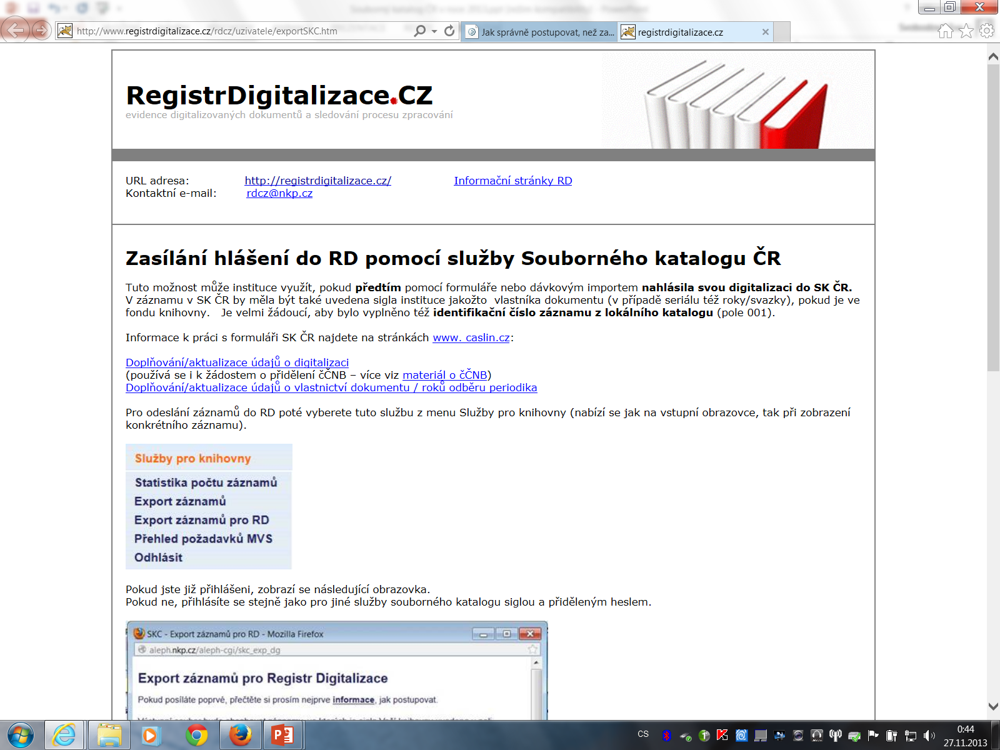 http://www.registrdigitalizace.cz/rdcz/uzivatele/exportSKC.htm
Jak správně postupovat, než za...
registrdigitalizace.cz
RegistrDigitalizace.CZ
evidence digitalizovaných dokumentů a sledování procesu zpracování
URL adresa: http://registrdigitalizace.cz/ Informační stránky RD
Kontaktní e-mail: rdcz@nkp.cz
Zasílání hlášení do RD pomocí služby Souborného katalogu ČR
Tuto možnost může instituce využít, pokud předtím pomocí formuláře nebo dávkovým importem nahlásila svou digitalizaci do SK ČR.
V záznamu v SK ČR by měla být také uvedena sigla instituce jakožto vlastníka dokumentu (v případě seriálu též roky/svazky), pokud je ve
fondu knihovny. Je velmi žádoucí, aby bylo vyplněno též identifikační číslo záznamu z lokálního katalogu (pole 001).
Informace k práci s formuláři SK ČR najdete na stránkách www. caslin.cz:
Doplňování/aktualizace údajů o digitalizaci
(používá se i k žádostem o přidělení čČNB – více viz materiál o čČNB)
Doplňování/aktualizace údajů o vlastnictví dokumentu / roků odběru periodika
Pro odeslání záznamů do RD poté vyberete tuto službu z menu Služby pro knihovny (nabízí se jak na vstupní obrazovce, tak při zobrazení
konkrétního záznamu).
Služby pro knihovny
Statistika počtu záznamů
Export záznamů
Export záznamů pro RD
Přehled požadavků MVS
Odhlásit
Pokud jste již přihlášeni, zobrazí se následující obrazovka.
Pokud ne, přihlásíte se stejně jako pro jiné služby souborného katalogu siglou a přiděleným heslem.
SKC - Export záznamů pro RD - Mozilla Firefox
aleph.nkp.cz/aleph-cgi/skc_exp_dg
Export záznamů pro Registr Digitalizace
Pokud posíláte poprvé, přečtěte si prosím nejprve informace, jak postupovat.
CS
0:44
27.11.2013